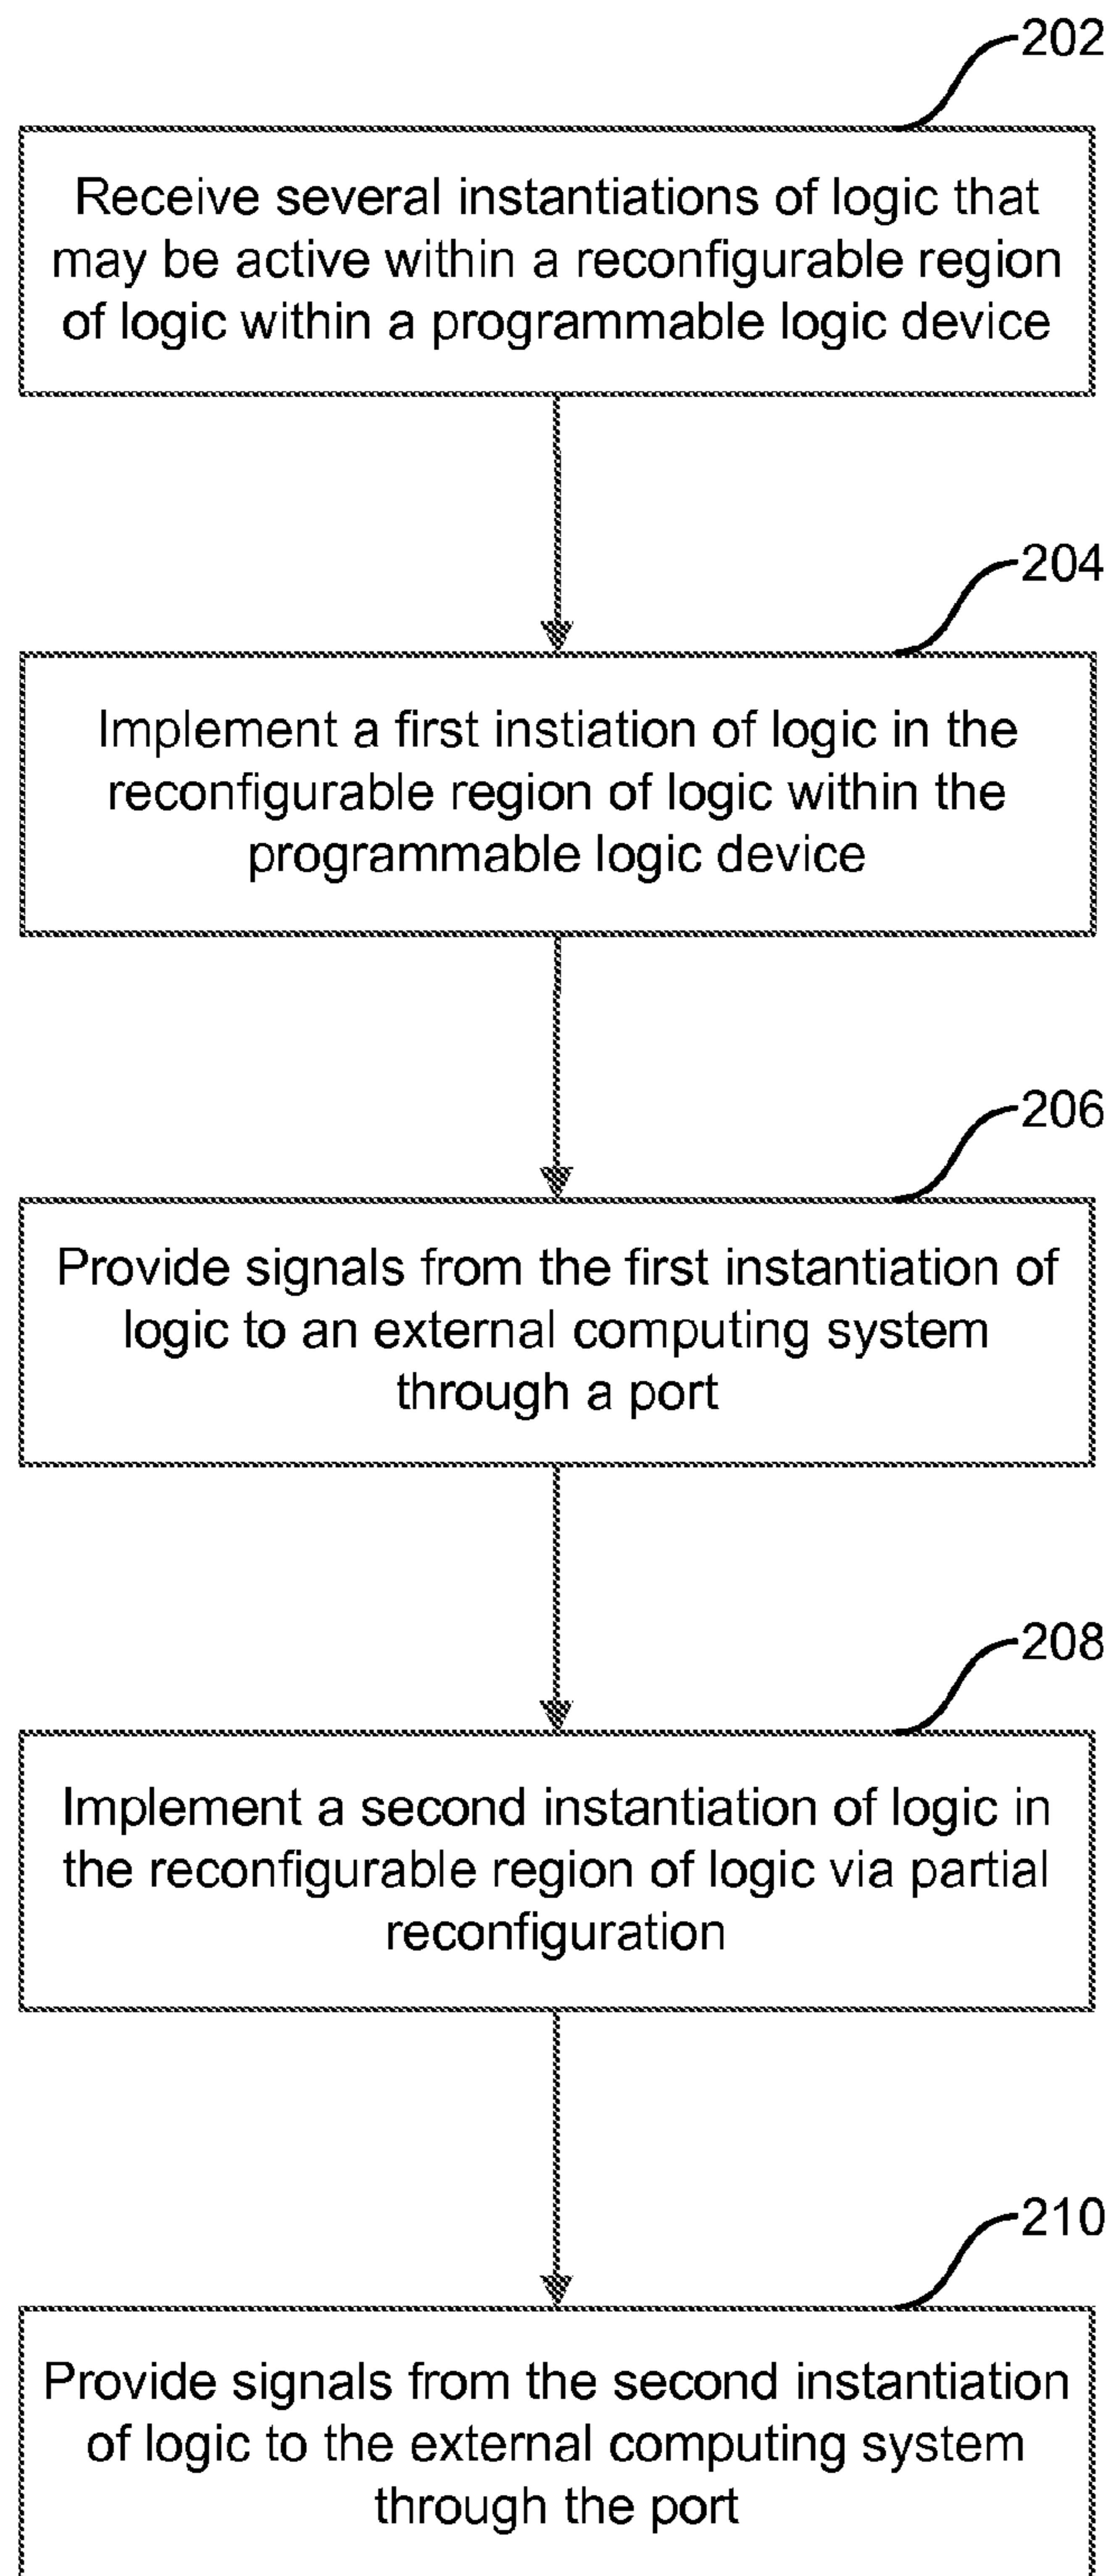 202
Receive several instantiations of logic that
may be active within a reconfigurable region
of logic within a programmable logic device
204
Implement a first instiation of logic in the
reconfigurable region of logic within the
programmable logic device
206
Provide signals from the first instantiation of
logic to an external computing system
through a port
208
Implement a second instantiation of logic in
the reconfigurable region of logic via partial
reconfiguration
210
Provide signals from the second instantiation
of logic to the external computing system
through the port